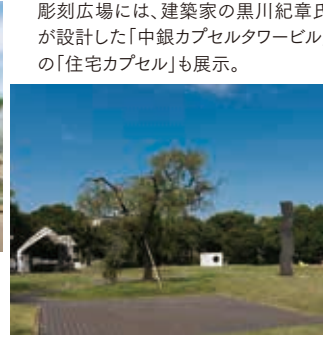 彫刻広場には、建築家の黒川紀章氏
が設計した「中銀カプセルタワービル
の「住宅カプセル」も展示。